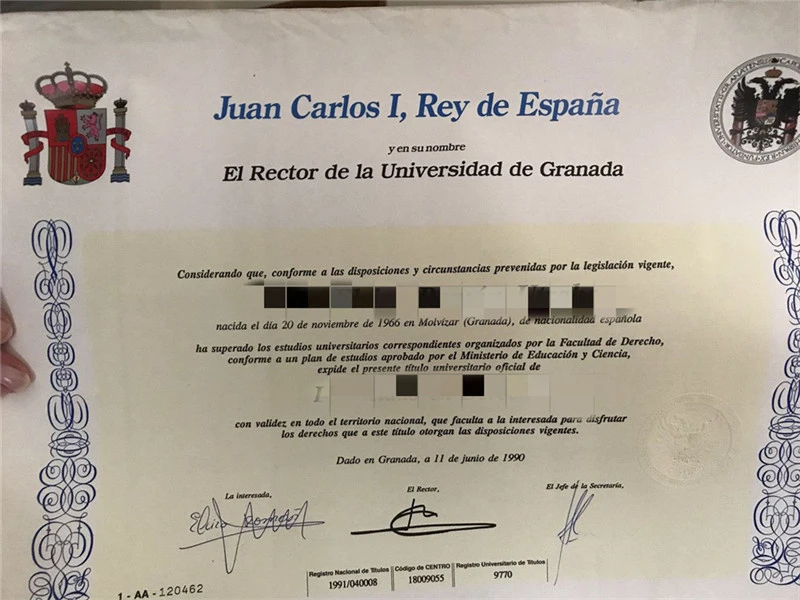 Juan Carlos I, Rey de España
y en su nombre
El Rector de la Universidad de Granada
Considerando que, conforme a las disposiciones y circunstancias prevenidas por la legislación vigente,
nacida el día 20 de noviembre de 1966 en Molvízar (Granada), de nacionalidad española
ha superado los estudios universitarios correspondientes organizados por la Facultad de Derecho,
conforme a un plan de estudios aprobado por el Ministerio de Educación y Ciencia,
expide el presente título universitario oficial de
con validez en todo el territorio nacional, que faculta a la interesada para disfrutar
los derechos que a este título otorgan las disposiciones vigentes.
Dado en Granada, a 11 de junio de 1990
La interesada,
El Rector,
El Jefe de la Secretaría,
Registro Nacional de Títulos
1991/040008
Código de CENTRO
18009055
Registro Universitario de Títulos
9770
1 - AA - 120462